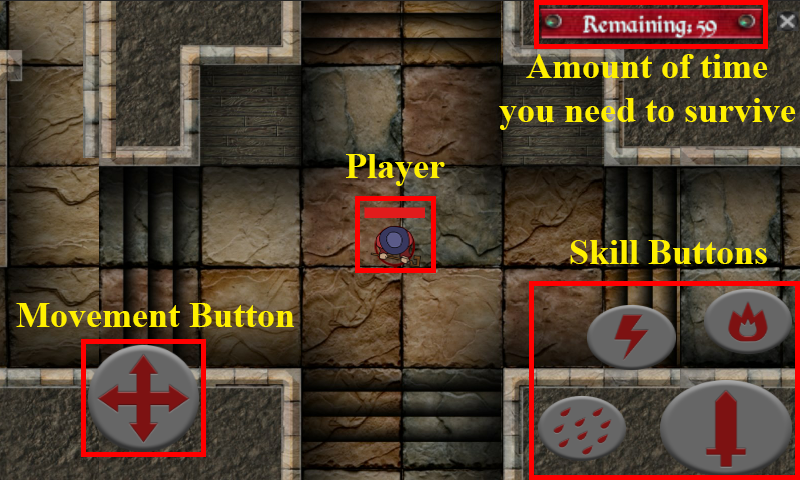 Remaining: 59
Amount of time
you need to survive
Player
Skill Buttons
Movement Button